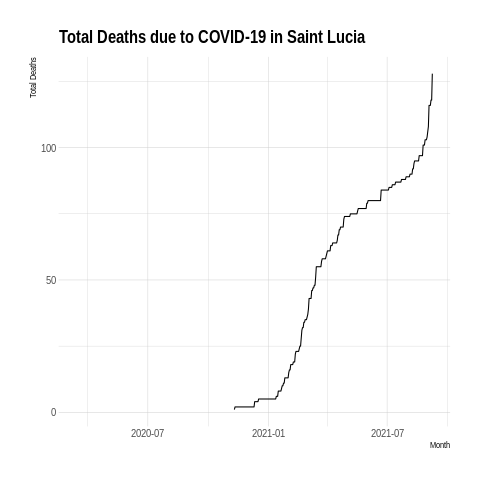 Total Deaths due to COVID-19 in Saint Lucia
Total Deaths
100
50
0
2020-07 2021-01 2021-07
Month